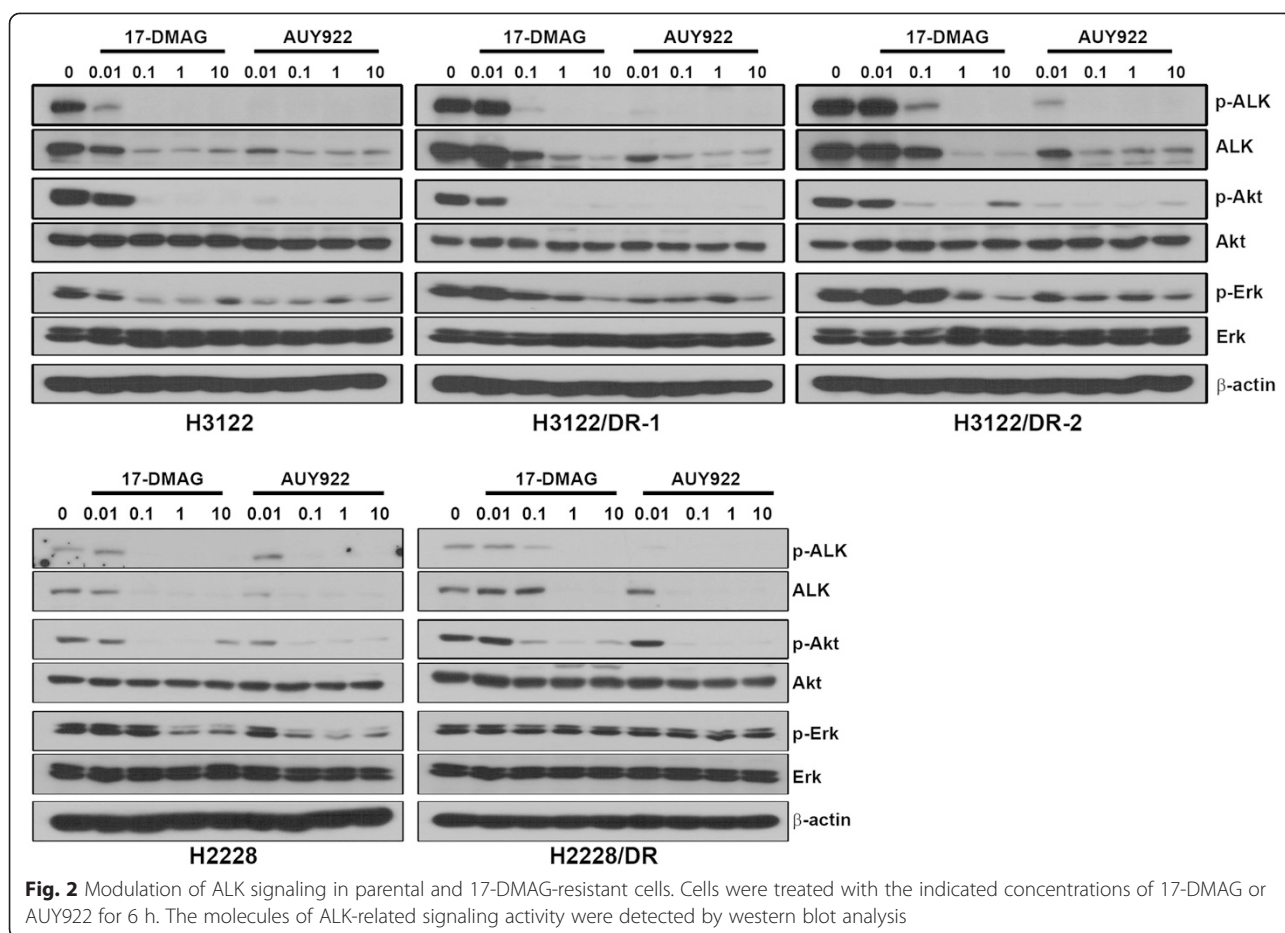 17-DMAG AUY922 17-DMAG AUY922 17-DMAG AUY922
0 0.01 0.1 1 10 0.01 0.1 1 10 0 0.01 0.1 1 10 0.01 0.1 1 10 0 0.01 0.1 1 10 0.01 0.1 1 10
p-ALK
ALK
p-Akt
Akt
p-Erk
Erk
β-actin
H3122 H3122/DR-1 H3122/DR-2
17-DMAG AUY922 17-DMAG AUY922
0 0.01 0.1 1 10 0.01 0.1 1 10 0 0.01 0.1 1 10 0.01 0.1 1 10
p-ALK
ALK
p-Akt
Akt
p-Erk
Erk
β-actin
H2228 H2228/DR
Fig. 2 Modulation of ALK signaling in parental and 17-DMAG-resistant cells. Cells were treated with the indicated concentrations of 17-DMAG or
AUY922 for 6 h. The molecules of ALK-related signaling activity were detected by western blot analysis